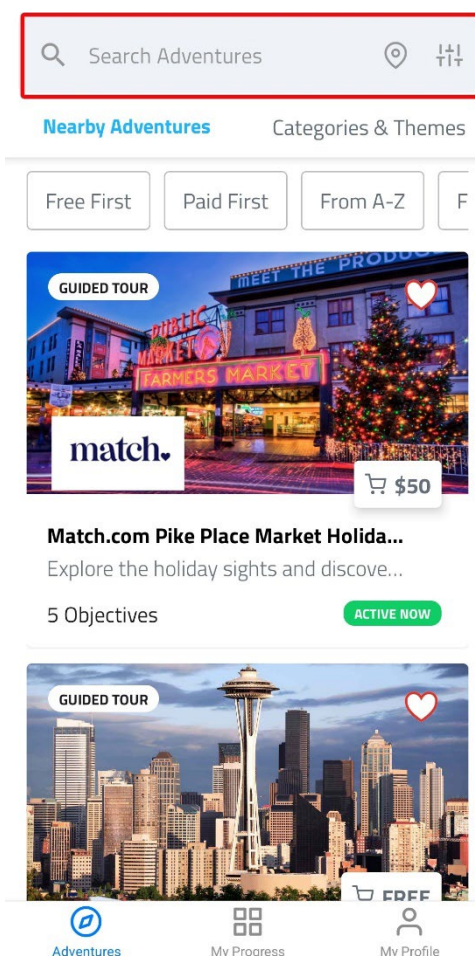 Search Adventures
Nearby Adventures Categories & Themes
Free First Paid First From A-Z F
GUIDED TOUR
MEET THE PRODUC
PUBLIC
MARKET
FARMERS MARKET
match.
$50
Match.com Pike Place Market Holida...
Explore the holiday sights and discove...
5 Objectives ACTIVE NOW
GUIDED TOUR
FREE
Adventures My Progress My Profile